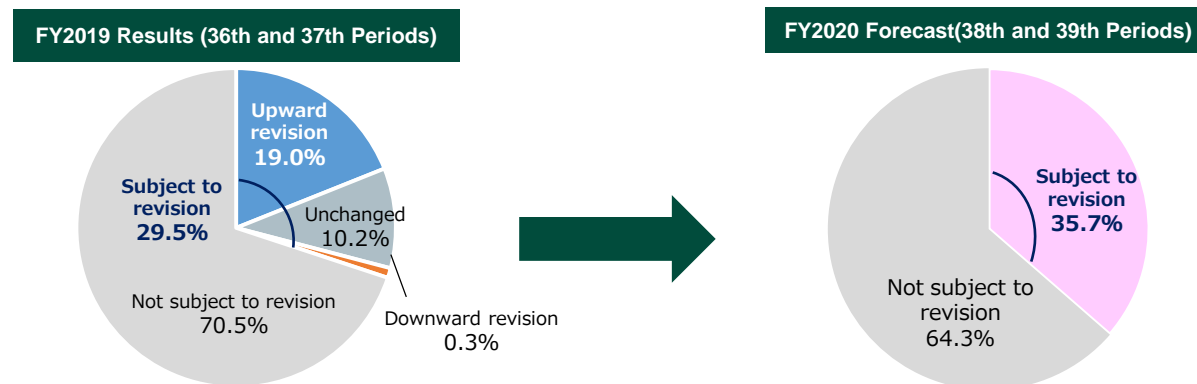 FY2019 Results (36th and 37th Periods)
Upward
revision
19.0%
Subject to
revision
29.5%
Unchanged
10.2%
Not subject to revision
70.5%
Downward revision
0.3%
FY2020 Forecast(38th and 39th Periods)
Subject to
revision
35.7%
Not subject to
revision
64.3%